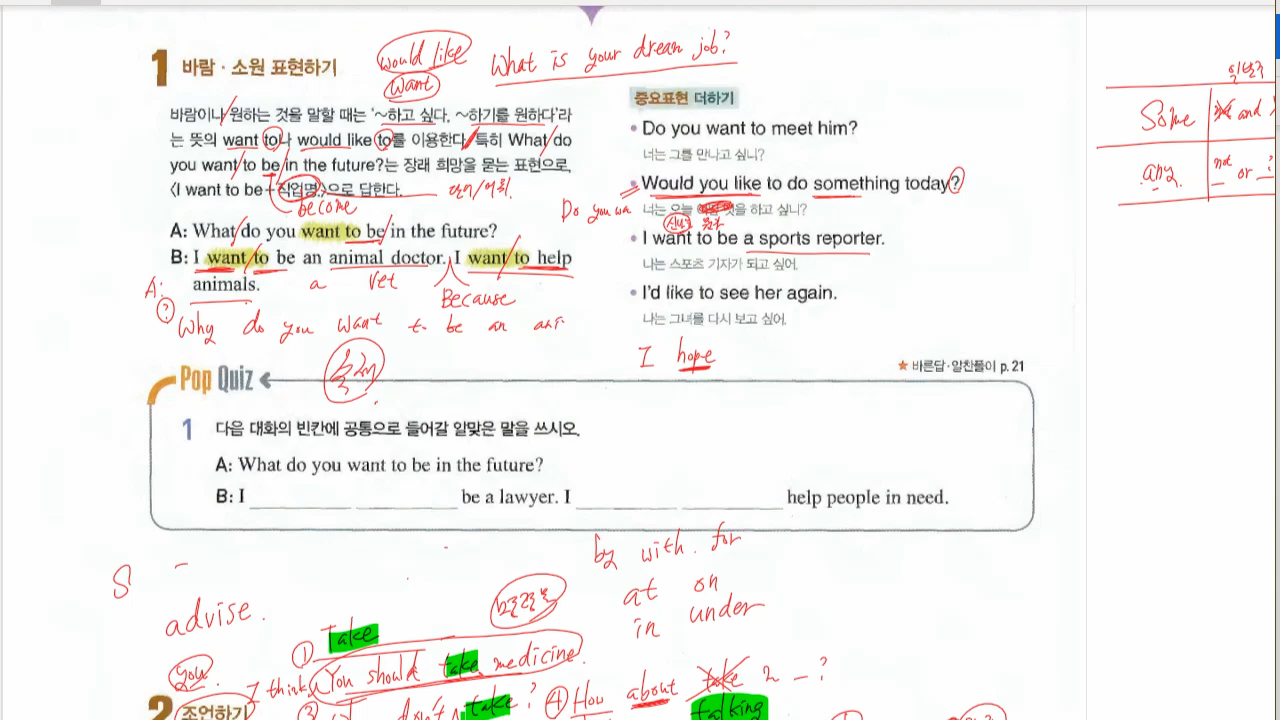 would like
want
What is your dream job?
1 바람·소원 표현하기
바람이나 원하는 것을 말할 때는 '~하고 싶다, ~하기를 원하다'라
는 뜻의 want to나 would like to를 이용한다. 특히 What do
you want to be in the future?는 장래 희망을 묻는 표현으로,
〈I want to be+직업명〉으로 답한다.
become
A: What do you want to be in the future?
B: I want to be an animal doctor. I want to help
animals.
a vet
Because
A:
Why do you want to be an
중요표현 더하기
• Do you want to meet him?
너는 그를 만나고 싶니?
• Would you like to do something today?
Do you wa
너는 오늘 을 하고 싶니?
• I want to be a sports reporter.
나는 스포츠 기자가 되고 싶어.
• I'd like to see her again.
나는 그녀를 다시 보고 싶어.
I hope
Some and
any not or ?
★ 바른답·알찬풀이 p.21
Pop Quiz
1 다음 대화의 빈칸에 공통으로 들어갈 알맞은 말을 쓰시오.
A: What do you want to be in the future?
B: I ____ ____ be a lawyer. I ____ ____ help people in need.
by with for
at on
in under
S
advise.
① Take
you
I think You should take medicine.
don't take?
④ How about take ?
talking
2 조언하기